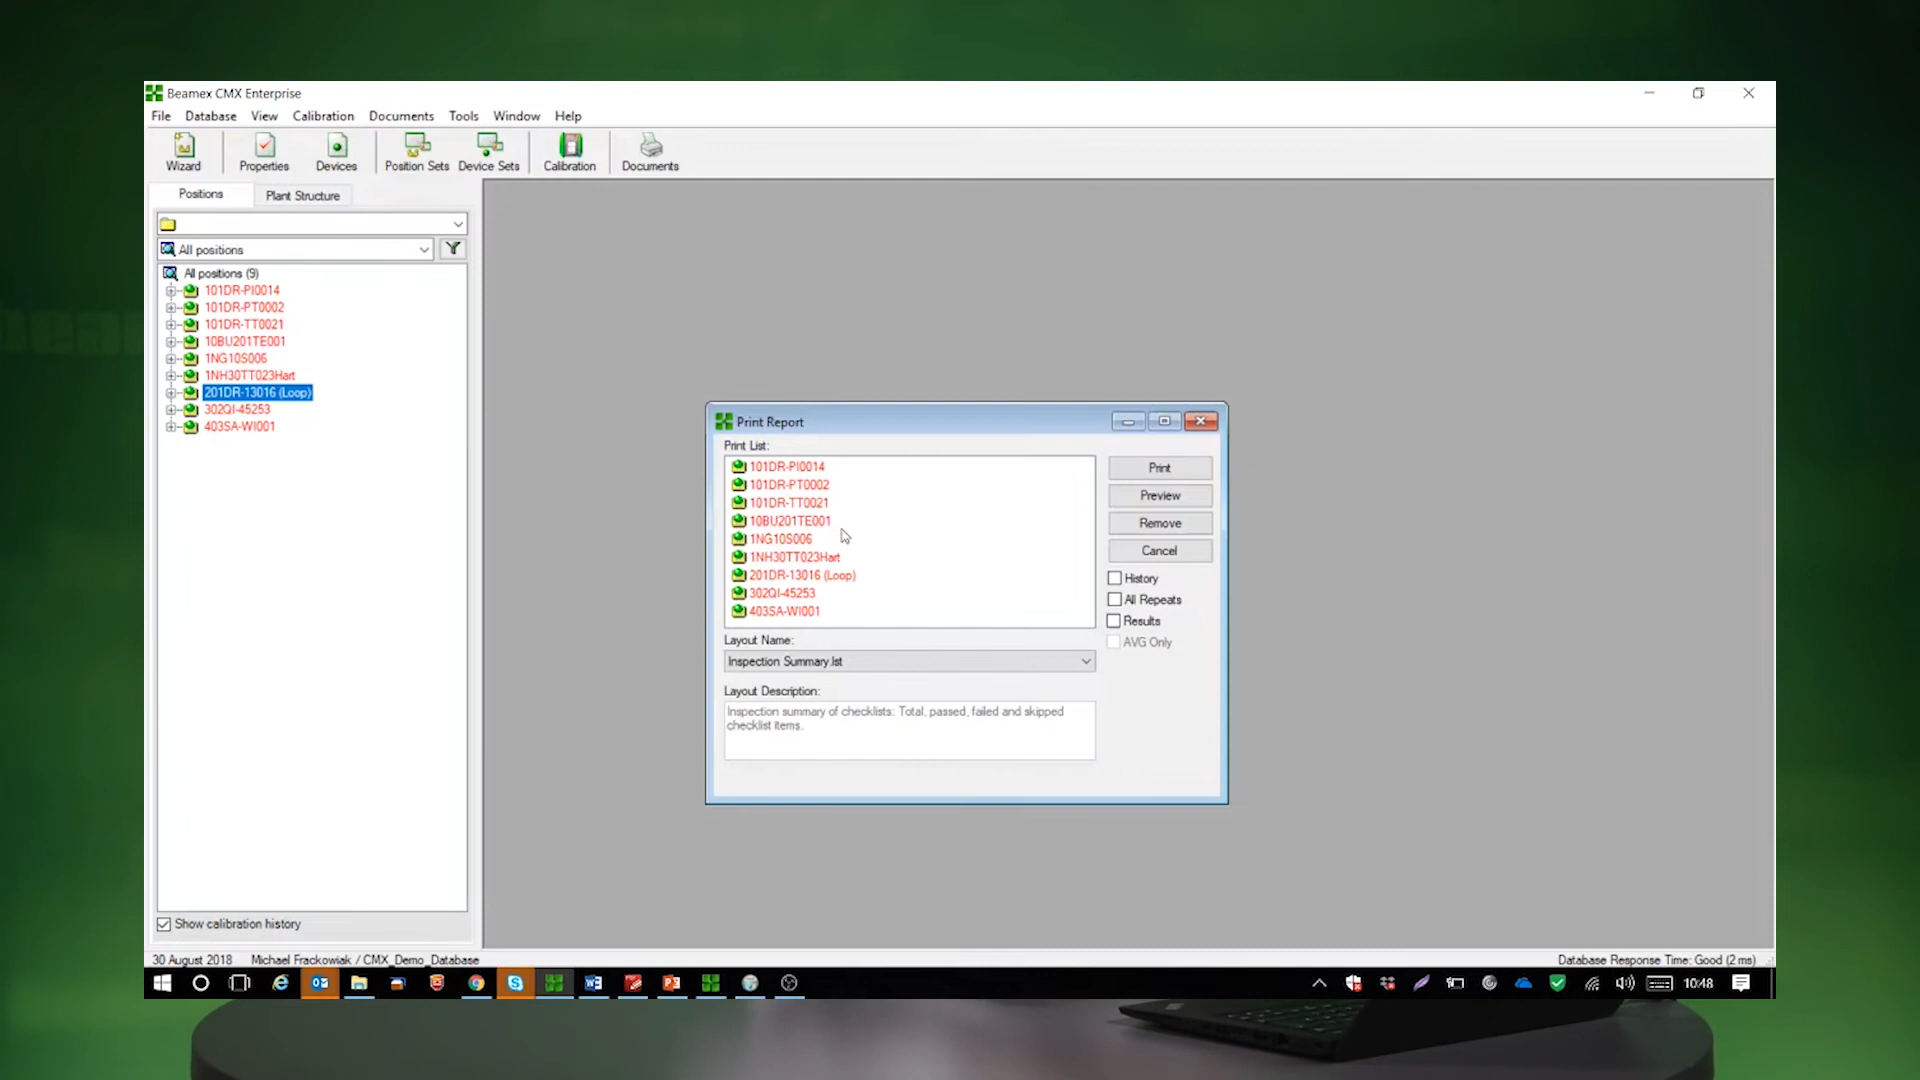 Beamex CMX Enterprise
File Database View Calibration Documents Tools Window Help
Wizard Properties Devices Position Sets Device Sets Calibration Documents
Positions Plant Structure
All positions
All positions (9)
101DR-PI0014
101DR-PT0002
101DR-TT0021
10BU201TE001
1NG10S006
1NH30TT023Hart
201DR-13016 (Loop)
302QI-45253
403SA-WI001
Show calibration history
Print Report
Print List:
101DR-PI0014
101DR-PT0002
101DR-TT0021
10BU201TE001
1NG10S006
1NH30TT023Hart
201DR-13016 (Loop)
302QI-45253
403SA-WI001
Print
Preview
Remove
Cancel
History
All Repeats
Results
AVG Only
Layout Name:
Inspection Summary.lst
Layout Description:
Inspection summary of checklists: Total, passed, failed and skipped
checklist items.
30 August 2018 Michael Frackowiak / CMX_Demo_Database Database Response Time: Good (2 ms)
10:48